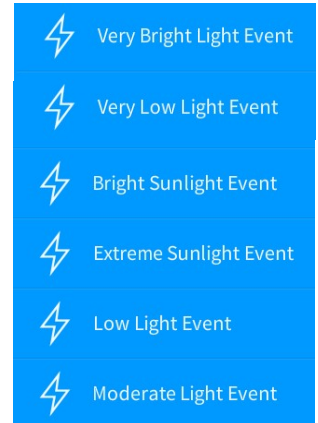 Very Bright Light Event
Very Low Light Event
Bright Sunlight Event
Extreme Sunlight Event
Low Light Event
Moderate Light Event